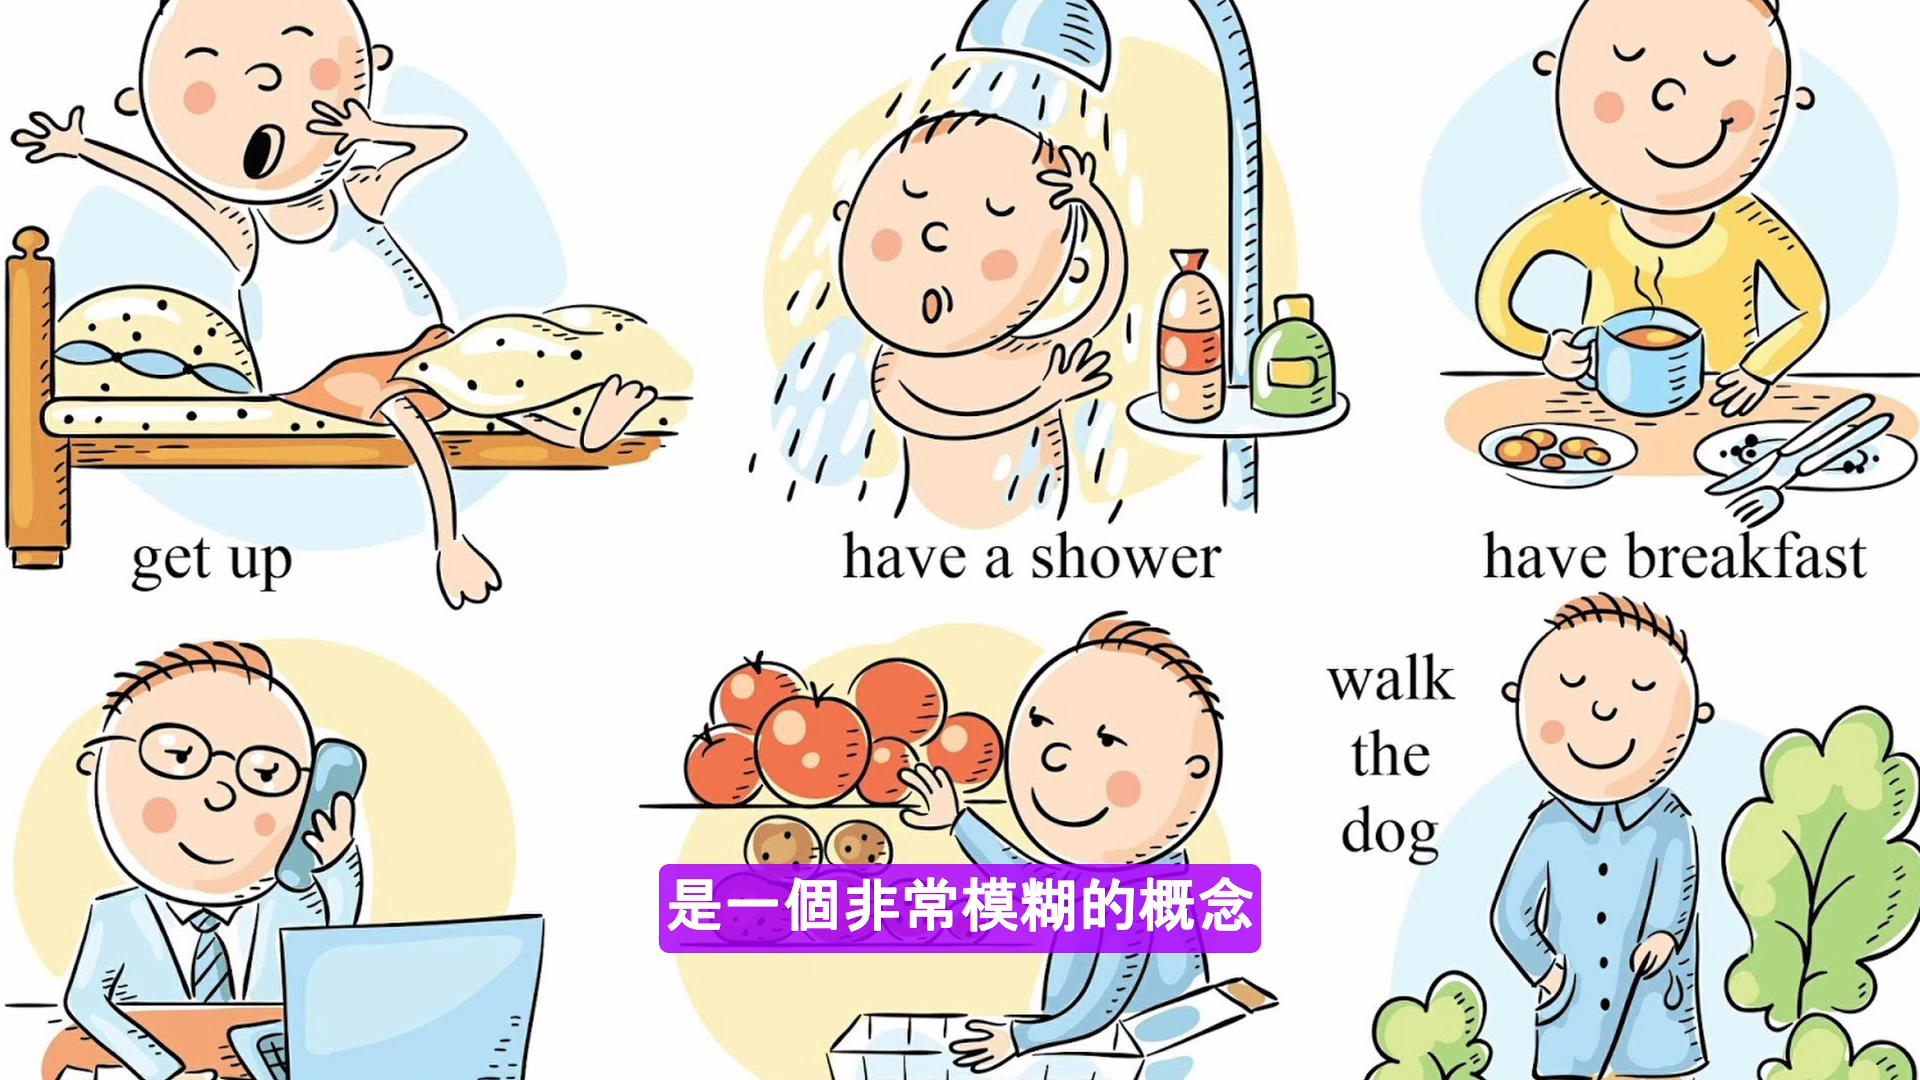 get up
have a shower
have breakfast
walk
the
dog
是一個非常模糊的概念